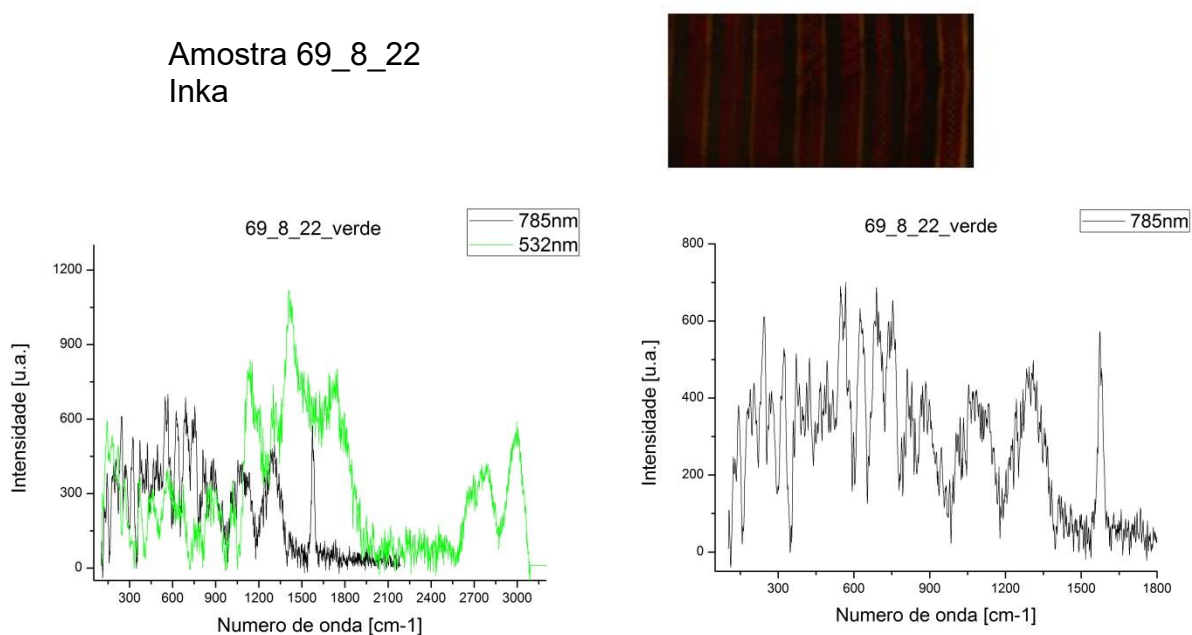 Amostra 69_8_22
Inka
69_8_22_verde
785nm
532nm
1200
900
600
300
0
Intensidade [u.a.]
300 600 900 1200 1500 1800 2100 2400 2700 3000
Numero de onda [cm-1]
69_8_22_verde
785nm
800
600
400
200
0
Intensidade [u.a.]
300 600 900 1200 1500 1800
Numero de onda [cm-1]